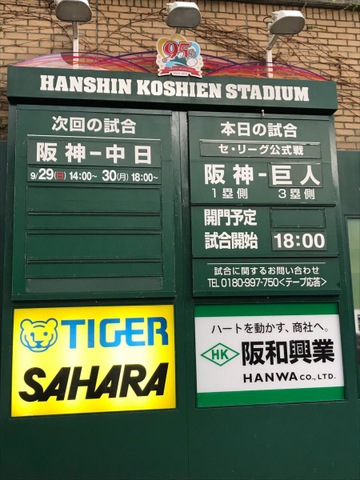 95
HANSHIN KOSHIEN STADIUM
次回の試合
阪神-中日
9/29(日) 14:00~ 30(月) 18:00~
本日の試合
セ・リーグ公式戦
阪神-巨人
1塁側 3塁側
開門予定
試合開始 18:00
試合に関するお問い合わせ
TEL 0180-997-750<テープ応答>
TIGER
SAHARA
ハートを動かす、商社へ。
HK 阪和興業
HANWA CO., LTD.